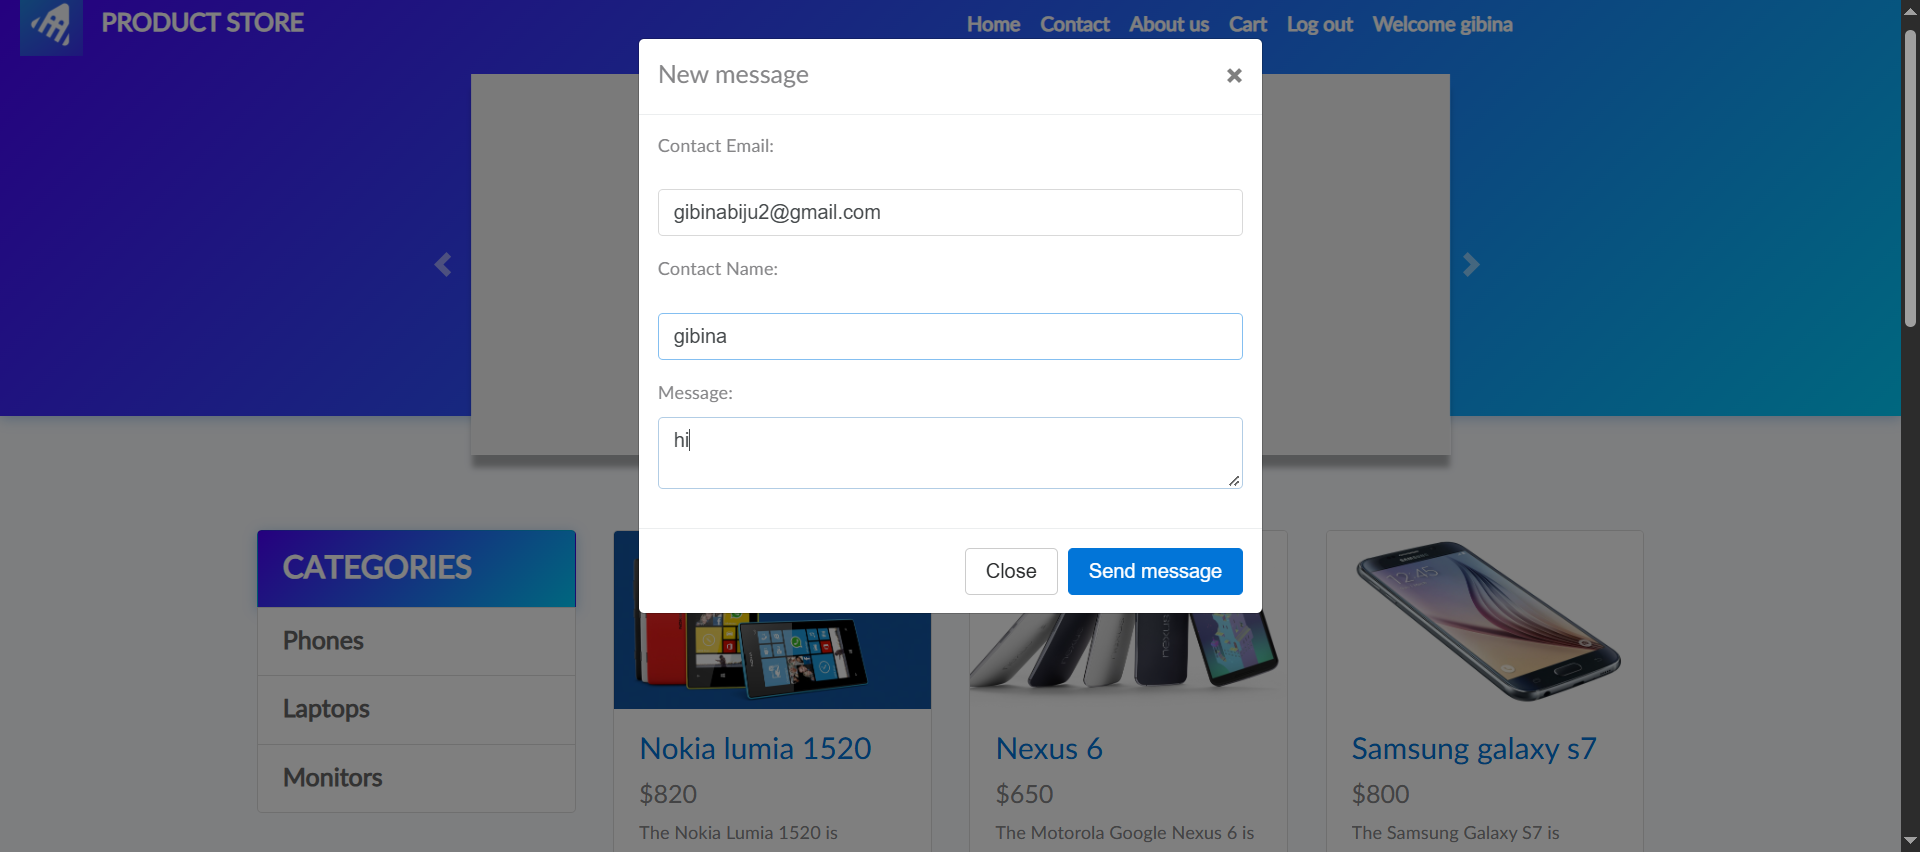 PRODUCT STORE
Home Contact About us Cart Log out Welcome gibina
New message
Contact Email:
gibinabiju2@gmail.com
Contact Name:
gibina
Message:
hi
Close Send message
CATEGORIES
Phones
Laptops
Monitors
Nokia lumia 1520
$820
The Nokia Lumia 1520 is
Nexus 6
$650
The Motorola Google Nexus 6 is
SAMSUNG
12:45
Samsung galaxy s7
$800
The Samsung Galaxy S7 is